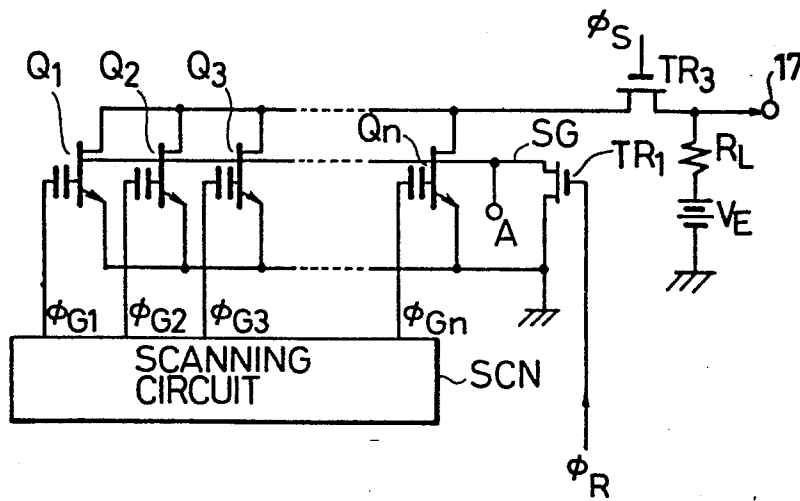 φS
17
Q1
Q2
Q3
TR3
Qn
SG
TR1
RL
A
VE
φG1
φG2
φG3
φGn
SCANNING
CIRCUIT
SCN
φR